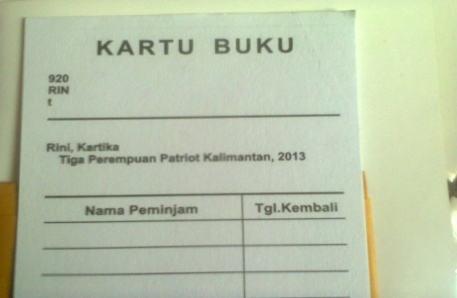 KARTU BUKU
920
RIN
t
Rini, Kartika
Tiga Perempuan Patriot Kalimantan, 2013
Nama Peminjam Tgl.Kembali